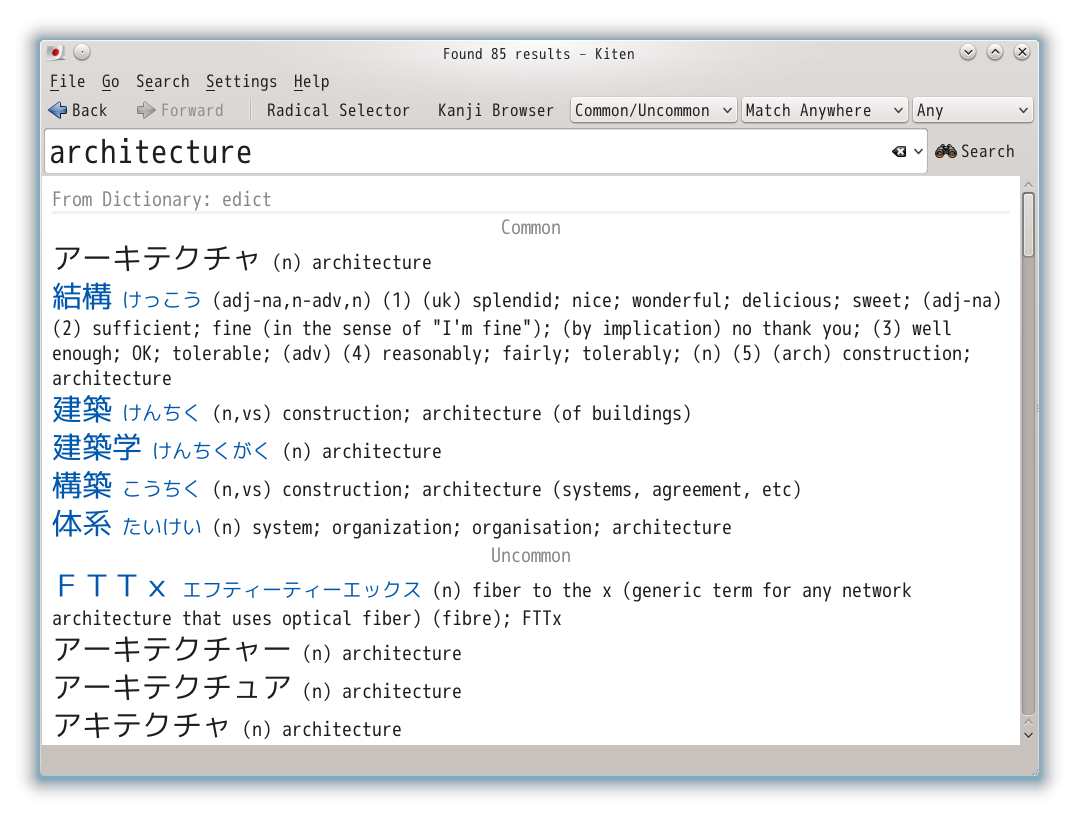 Found 85 results – Kiten
File Go Search Settings Help
Back Forward Radical Selector Kanji Browser Common/Uncommon Match Anywhere Any
architecture Search
From Dictionary: edict
Common
アーキテクチャ (n) architecture
結構 けっこう (adj-na,n-adv,n) (1) (uk) splendid; nice; wonderful; delicious; sweet; (adj-na)
(2) sufficient; fine (in the sense of "I'm fine"); (by implication) no thank you; (3) well
enough; OK; tolerable; (adv) (4) reasonably; fairly; tolerably; (n) (5) (arch) construction;
architecture
建築 けんちく (n,vs) construction; architecture (of buildings)
建築学 けんちくがく (n) architecture
構築 こうちく (n,vs) construction; architecture (systems, agreement, etc)
体系 たいけい (n) system; organization; organisation; architecture
Uncommon
ＦＴＴｘ エフティーティーエックス (n) fiber to the x (generic term for any network
architecture that uses optical fiber) (fibre); FTTx
アーキテクチャー (n) architecture
アーキテクチュア (n) architecture
アキテクチャ (n) architecture